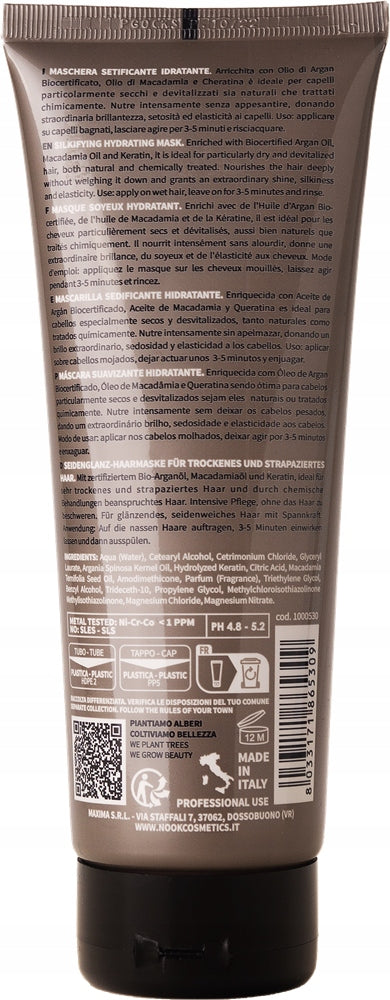 I MASCHERA SETIFICANTE IDRATANTE. Arricchita con Olio di Argan
Biocertificato, Olio di Macadamia e Cheratina è ideale per capelli
particolarmente secchi e devitalizzati sia naturali che trattati
chimicamente. Nutre intensamente senza appesantire, donando
straordinaria brillantezza, setosità ed elasticità ai capelli. Uso: applicare
su capelli bagnati, lasciare agire per 3-5 minuti e risciacquare.
EN SILKIFYING HYDRATING MASK. Enriched with Biocertified Argan Oil,
Macadamia Oil and Keratin, it is ideal for particularly dry and devitalized
hair, both natural and chemically treated. Nourishes the hair deeply
without weighing it down and grants an extraordinary shine, silkiness
and elasticity. Use: apply on wet hair, leave on for 3-5 minutes and rinse.
F MASQUE SOYEUX HYDRATANT. Enrichi avec de l'Huile d'Argan Bio-
certifiée, de l'huile de Macadamia et de la Kératine, il est idéal pour les
cheveux particulièrement secs et dévitalisés, aussi bien naturels que
traités chimiquement. Il nourrit intensément sans alourdir, donne une
extraordinaire brillance, du soyeux et de l'élasticité aux cheveux. Mode
d'emploi: appliquez le masque sur les cheveux mouillés, laissez agir
pendant 3-5 minutes et rincez.
E MASCARILLA SEDIFICANTE HIDRATANTE. Enriquecida con Aceite de
Argán Biocertificado, Aceite de Macadamia y Queratina es ideal para
cabellos especialmente secos y desvitalizados, tanto naturales como
tratados químicamente. Nutre intensamente sin apelmazar, donando un
brillo extraordinario, sedosidad y elasticidad a los cabellos. Uso: aplicar
sobre cabellos mojados, dejar actuar unos 3-5 minutos y enjuagar.
P MÁSCARA SUAVIZANTE HIDRATANTE. Enriquecida com Óleo de Argan
Biocertificado, Óleo de Macadâmia e Queratina sendo ótima para cabelos
particularmente secos e desvitalizados sejam eles naturais ou tratados
quimicamente. Nutre intensamente sem deixar os cabelos pesados,
dando um extraordinário brilho, sedosidade e elasticidade aos cabelos.
Modo de usar: aplicar nos cabelos molhados, deixar agir por 3-5 minutos
e enxaguar.
D SEIDENGLANZ-HAARMASKE FÜR TROCKENES UND STRAPAZIERTES
HAAR. Mit zertifiziertem Bio-Arganöl, Macadamiaöl und Keratin, ideal für
sehr trockenes und strapaziertes Haar und durch chemische
Behandlungen beanspruchtes Haar. Intensive Pflege, ohne das Haar zu
beschweren. Für glänzendes, seidenweiches Haar mit Spannkraft
Anwendung: Auf die nassen Haare auftragen, 3-5 Minuten einwirken
lassen und dann ausspülen.
INGREDIENTS: Aqua (Water), Cetearyl Alcohol, Cetrimonium Chloride, Glyceryl
Laurate, Argania Spinosa Kernel Oil, Hydrolyzed Keratin, Citric Acid, Macadamia
Ternifolia Seed Oil, Amodimethicone, Parfum (Fragrance), Triethylene Glycol,
Benzyl Alcohol, Trideceth-10, Propylene Glycol, Methylchloroisothiazolinone
Methylisothiazolinone, Magnesium Chloride, Magnesium Nitrate.
cod. 1000530
METAL TESTED: Ni-Cr-Co <1 PPM
NO: SLES - SLS
PH 4.8 - 5.2
TUBO - TUBE
PLASTICA - PLASTIC
HDPE 2
TAPPO - CAP
PLASTICA - PLASTIC
PP5
FR
RACCOLTA DIFFERENZIATA. VERIFICA LE DISPOSIZIONI DEL TUO COMUNE
SEPARATE COLLECTION. FOLLOW THE RULES OF YOUR TOWN
PIANTIAMO ALBERI
COLTIVIAMO BELLEZZA
WE PLANT TREES
WE GROW BEAUTY
12 M
MADE IN
ITALY
PROFESSIONAL USE
MAXIMA S.R.L. - VIA STAFFALI 7, 37062, DOSSOBUONO (VR)
WWW.NOOKCOSMETICS.IT
8033171865309